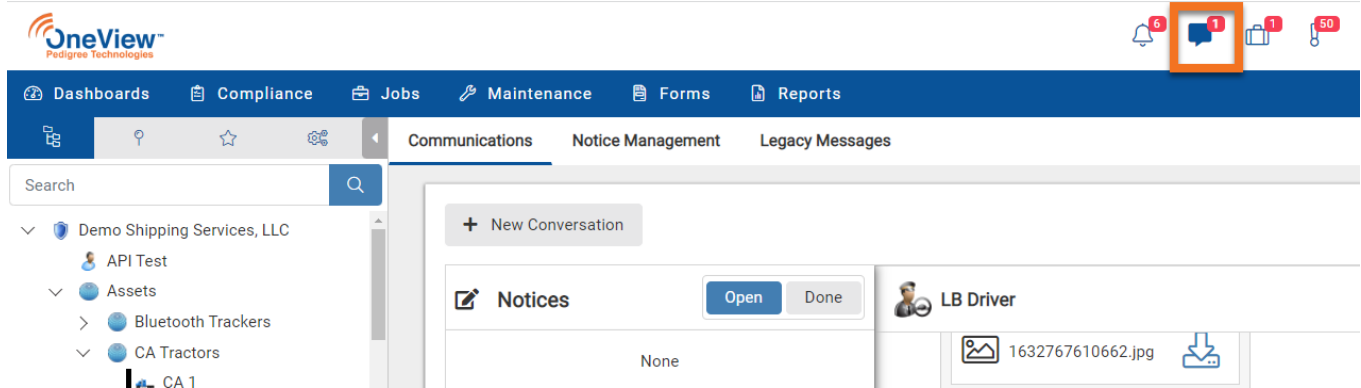 OneView™
Pedigree Technologies
6
1
1
50
Dashboards Compliance Jobs Maintenance Forms Reports
Communications Notice Management Legacy Messages
Search
Demo Shipping Services, LLC
API Test
Assets
Bluetooth Trackers
CA Tractors
CA 1
+ New Conversation
Notices Open Done
None
LB Driver
1632767610662.jpg